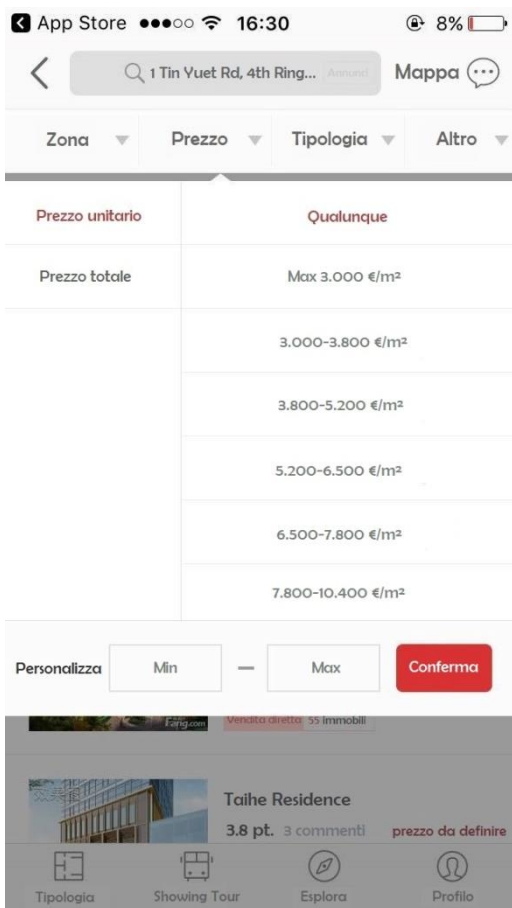 App Store 16:30 8%
1 Tin Yuet Rd, 4th Ring... Annunci Mappa
Zona Prezzo Tipologia Altro
Prezzo unitario Qualunque
Prezzo totale Max 3.000 €/m²
3.000-3.800 €/m²
3.800-5.200 €/m²
5.200-6.500 €/m²
6.500-7.800 €/m²
7.800-10.400 €/m²
Personalizza Min — Max Conferma
Fang.com Vendita diretta 55 immobili
Taihe Residence
3.8 pt. 3 commenti prezzo da definire
Tipologia Showing Tour Esplora Profilo